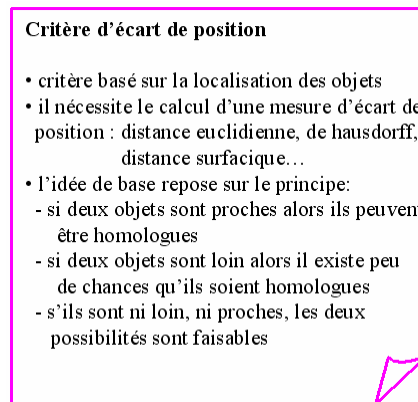 Critère d'écart de position
• critère basé sur la localisation des objets
• il nécessite le calcul d'une mesure d'écart de
position : distance euclidienne, de hausdorff,
distance surfacique…
• l'idée de base repose sur le principe:
- si deux objets sont proches alors ils peuvent
être homologues
- si deux objets sont loin alors il existe peu
de chances qu'ils soient homologues
- s'ils sont ni loin, ni proches, les deux
possibilités sont faisables